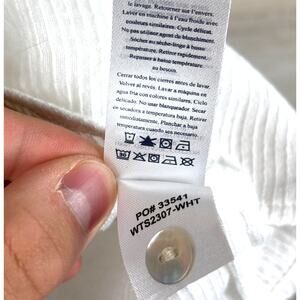 le lavage. Retourner sur l'envers.
Laver en machine à l'eau froide avec
couleurs similaires. Cycle délicat.
Ne pas utiliser agent de blanchiment.
Séchez au sèche-linge à basse
température. Retirer rapidement.
Repasser à basse température
au besoin.
Cerrar todos los cierres antes de lavar.
Volver al revés. Lavar a máquina en
agua fría con colores similares. Ciclo
delicado. No usar blanqueador. Secar
en secadora a temperatura baja. Retirar
inmediatamente. Planchar a baja
temperatura cuando sea necesario.
PO# 33541
WTS2307-WHT